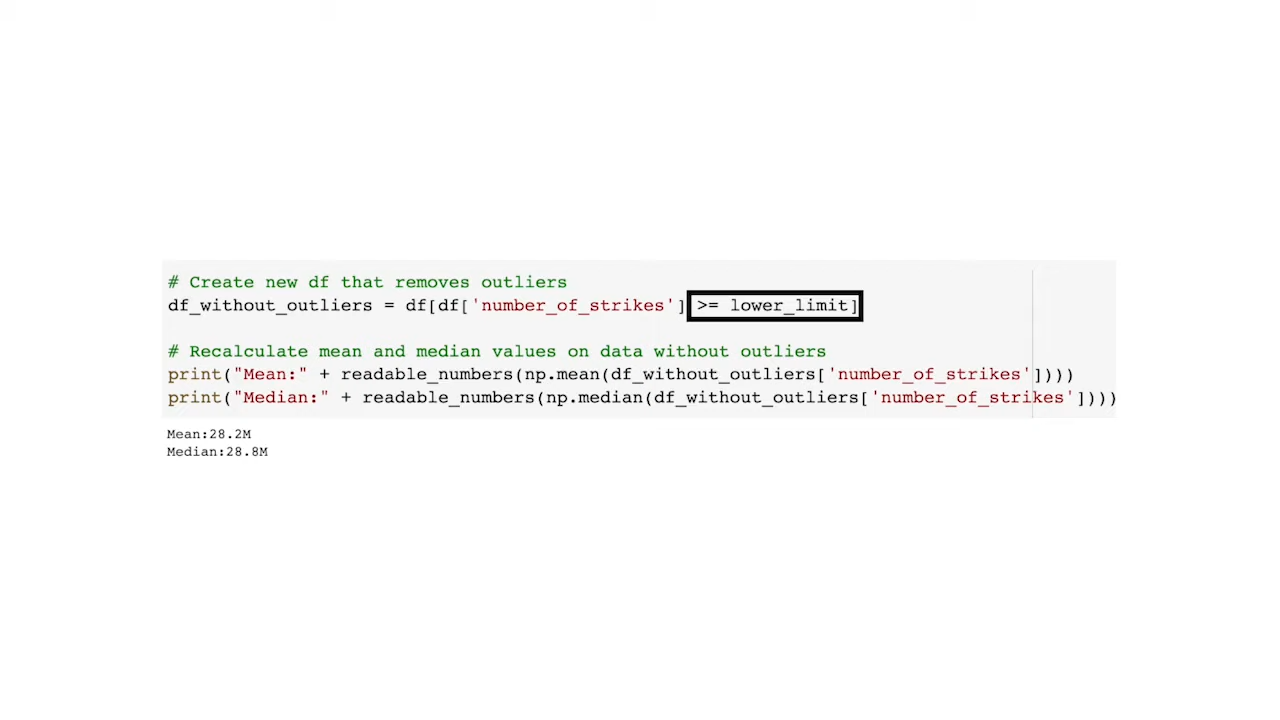 # Create new df that removes outliers
df_without_outliers = df[df['number_of_strikes'] >= lower_limit]
# Recalculate mean and median values on data without outliers
print("Mean:" + readable_numbers(np.mean(df_without_outliers['number_of_strikes'])))
print("Median:" + readable_numbers(np.median(df_without_outliers['number_of_strikes'])))
Mean:28.2M
Median:28.8M